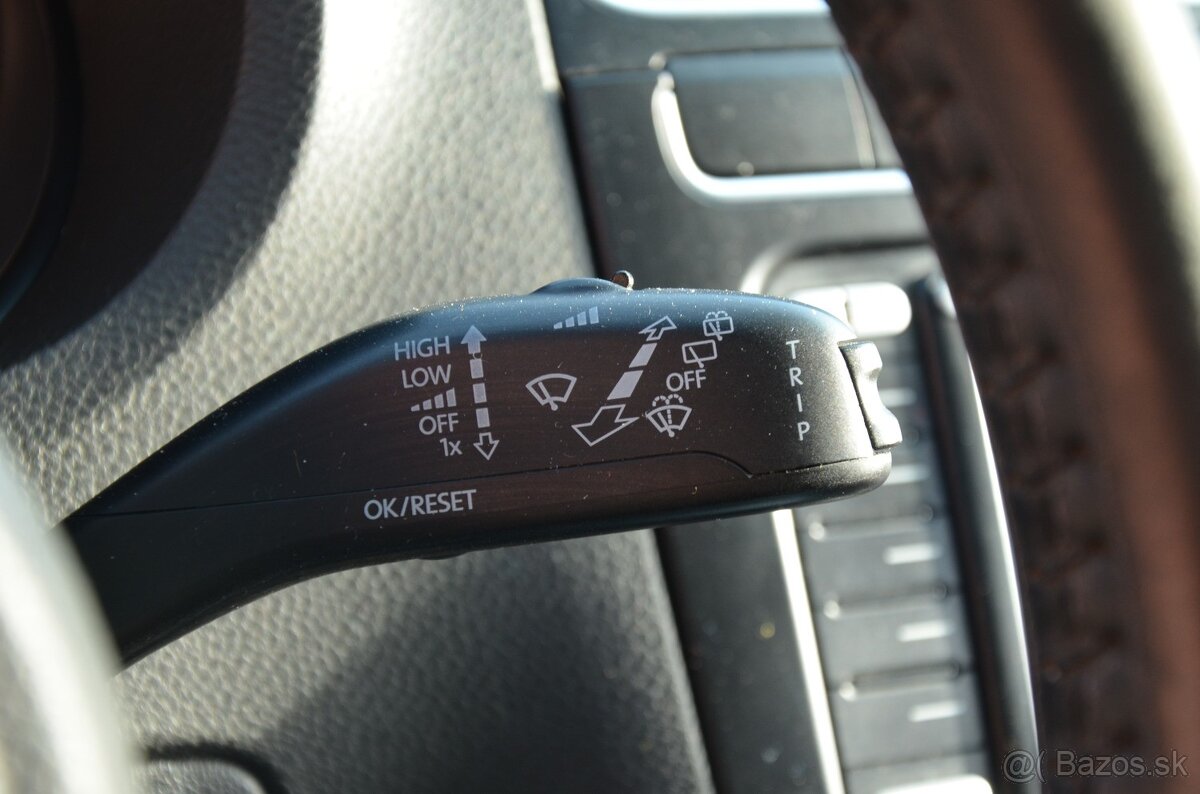 HIGH
LOW
OFF
1x
OFF
TRIP
OK/RESET
@( Bazos.sk